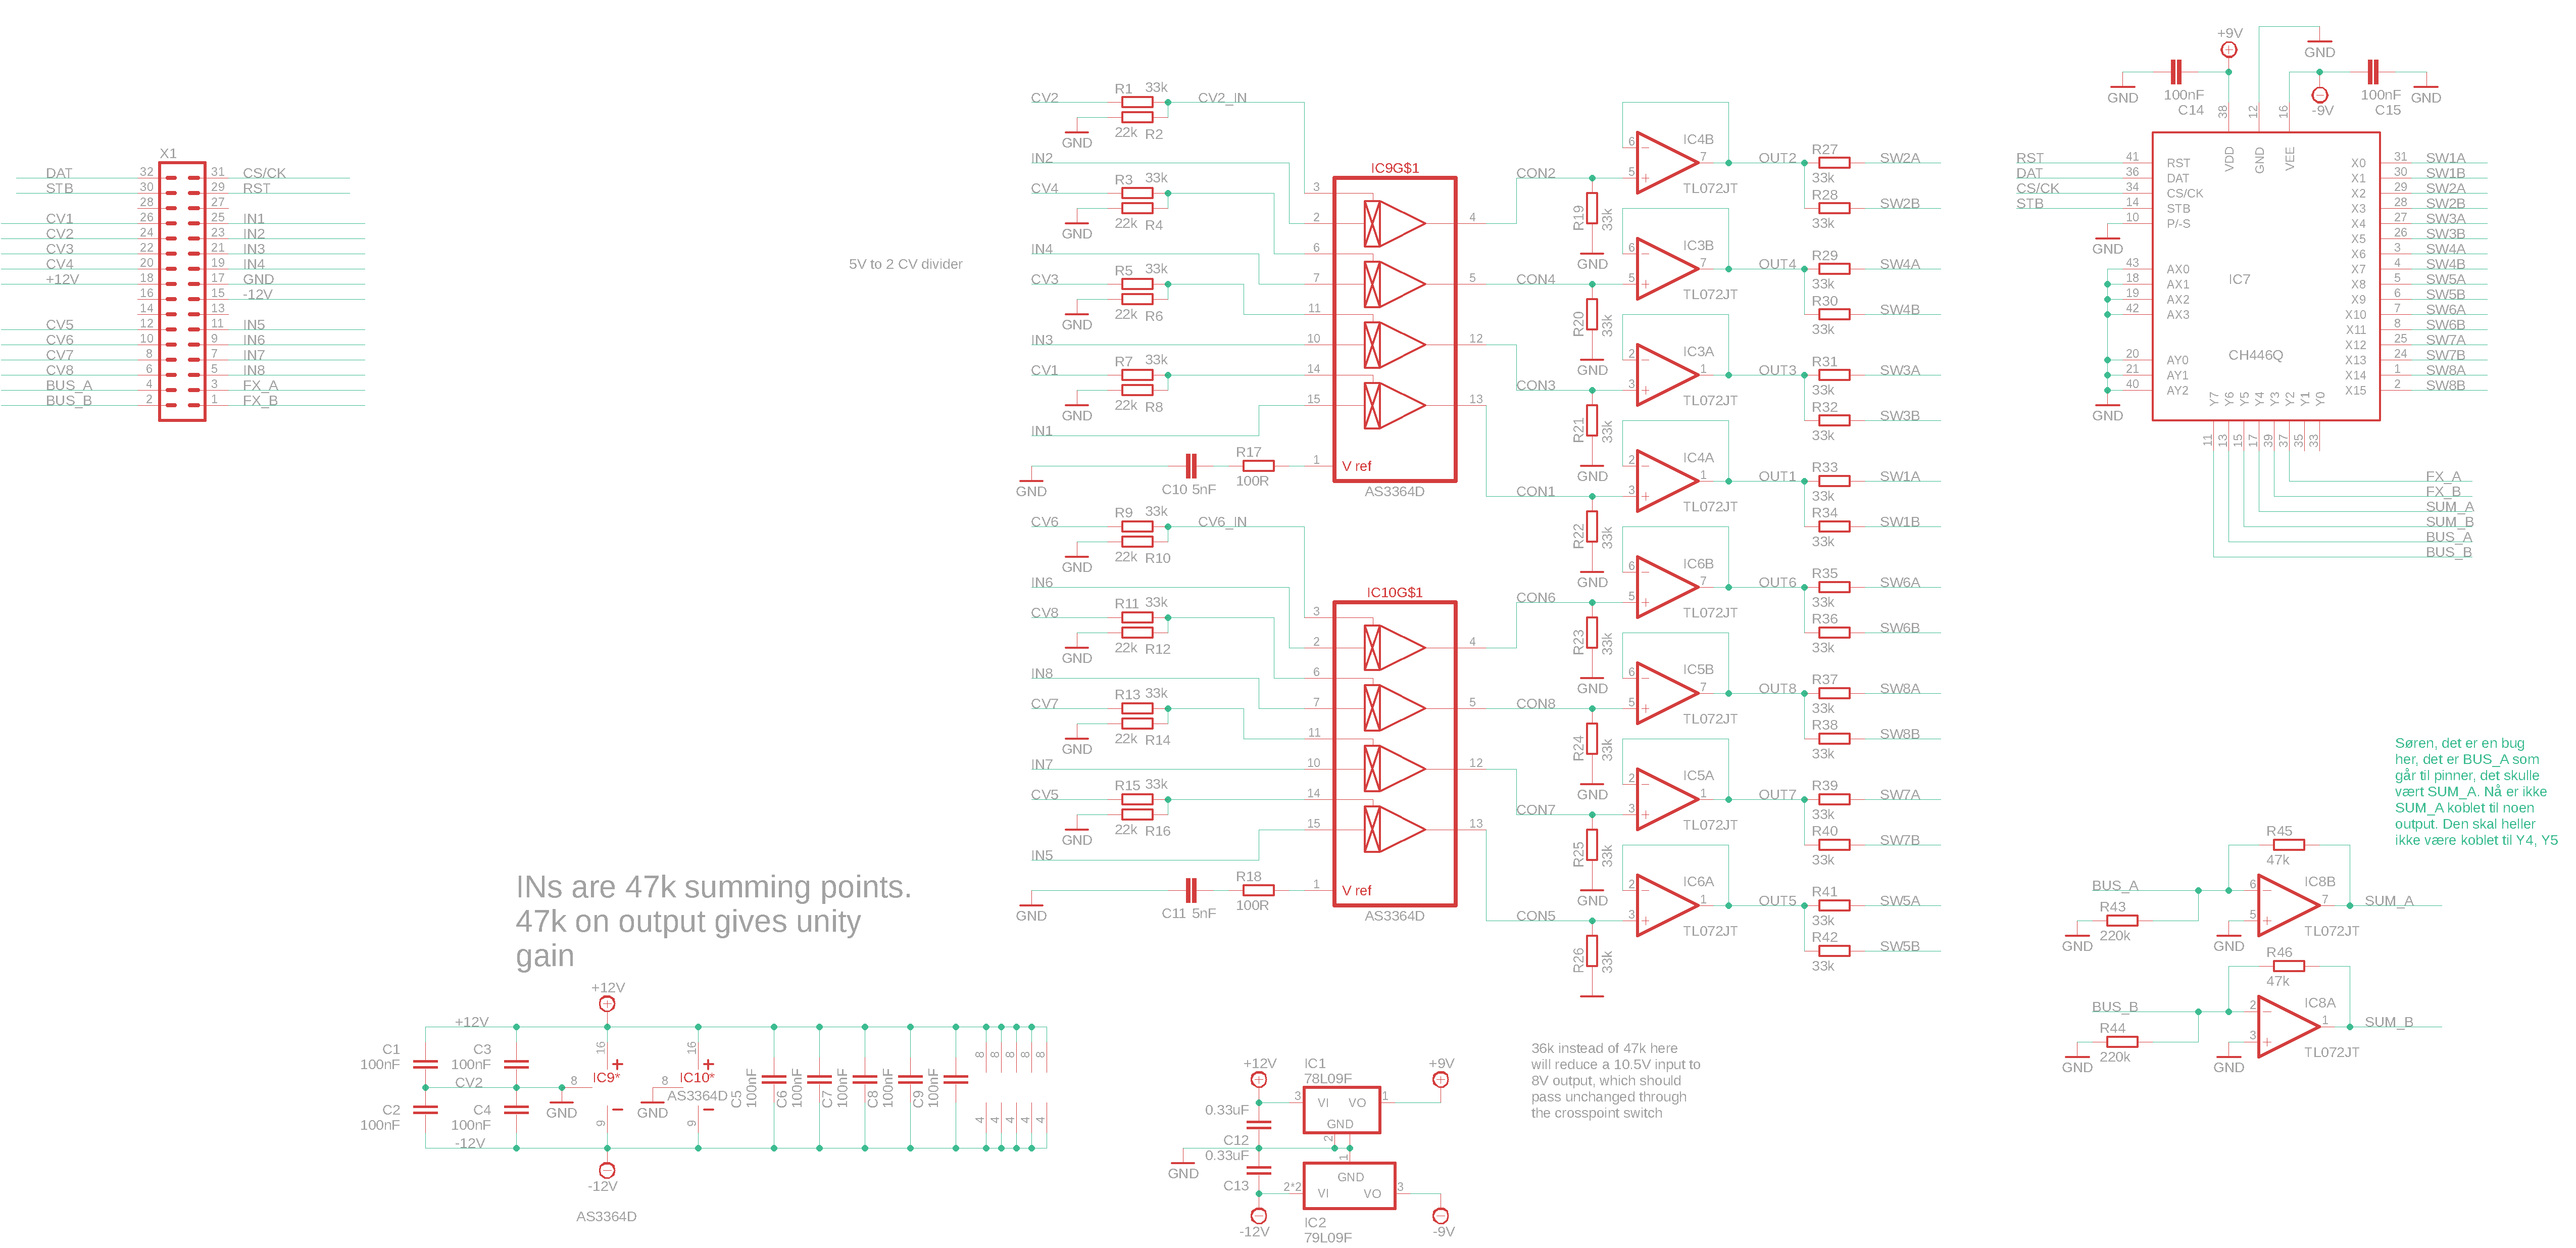 X1
DAT 32 31 CS/CK
STB 30 29 RST
28 27
CV1 26 25 IN1
CV2 24 23 IN2
CV3 22 21 IN3
CV4 20 19 IN4
+12V 18 17 GND
16 15 -12V
14 13
CV5 12 11 IN5
CV6 10 9 IN6
CV7 8 7 IN7
CV8 6 5 IN8
BUS_A 4 3 FX_A
BUS_B 2 1 FX_B
5V to 2 CV divider
CV2 R1 33k CV2_IN
GND 22k R2
IN2
CV4 R3 33k
GND 22k R4
IN4
CV3 R5 33k
GND 22k R6
IN3
CV1 R7 33k
GND 22k R8
IN1
GND C10 5nF R17 100R
IC9G$1
3
2 4
6
7 5
11
10 12
14
15 13
1 V ref
AS3364D
CV6 R9 33k CV6_IN
GND 22k R10
IN6
CV8 R11 33k
GND 22k R12
IN8
CV7 R13 33k
GND 22k R14
IN7
CV5 R15 33k
GND 22k R16
IN5
GND C11 5nF R18 100R
IC10G$1
3
2 4
6
7 5
11
10 12
14
15 13
1 V ref
AS3364D
CON2 R19 33k GND 6 5 7 IC4B TL072JT OUT2 R27 33k SW2A
R28 33k SW2B
CON4 R20 33k GND 6 5 7 IC3B TL072JT OUT4 R29 33k SW4A
R30 33k SW4B
CON3 R21 33k GND 2 3 1 IC3A TL072JT OUT3 R31 33k SW3A
R32 33k SW3B
CON1 R22 33k GND 2 3 1 IC4A TL072JT OUT1 R33 33k SW1A
R34 33k SW1B
CON6 R23 33k GND 6 5 7 IC6B TL072JT OUT6 R35 33k SW6A
R36 33k SW6B
CON8 R24 33k GND 6 5 7 IC5B TL072JT OUT8 R37 33k SW8A
R38 33k SW8B
CON7 R25 33k GND 2 3 1 IC5A TL072JT OUT7 R39 33k SW7A
R40 33k SW7B
CON5 R26 33k 2 3 1 IC6A TL072JT OUT5 R41 33k SW5A
R42 33k SW5B
+9V
GND
GND 100nF C14
-9V
100nF C15 GND
38 12 16
VDD GND VEE
RST 41 RST X0 31 SW1A
DAT 36 DAT X1 30 SW1B
CS/CK 34 CS/CK X2 29 SW2A
STB 14 STB X3 28 SW2B
10 P/-S X4 27 SW3A
GND X5 26 SW3B
X6 3 SW4A
43 AX0 X7 4 SW4B
18 AX1 IC7 X8 5 SW5A
19 AX2 X9 6 SW5B
42 AX3 X10 7 SW6A
X11 8 SW6B
X12 25 SW7A
20 AY0 CH446Q X13 24 SW7B
21 AY1 X14 1 SW8A
40 AY2 X15 2 SW8B
GND
Y7 Y6 Y5 Y4 Y3 Y2 Y1 Y0
11 13 15 17 39 37 35 33
FX_A
FX_B
SUM_A
SUM_B
BUS_A
BUS_B
Søren, det er en bug
her, det er BUS_A som
går til pinner, det skulle
vært SUM_A. Nå er ikke
SUM_A koblet til noen
output. Den skal heller
ikke være koblet til Y4, Y5
R45
47k
BUS_A 6 IC8B
7 SUM_A
R43 5
220k TL072JT
GND GND
R46
47k
BUS_B 2 IC8A
1 SUM_B
R44 3
220k TL072JT
GND GND
INs are 47k summing points.
47k on output gives unity
gain
+12V
+12V
C1 100nF
C3 100nF
16 16
CV2 8 IC9* 8 IC10*
GND GND AS3364D
C2 100nF
C4 100nF
9 9
-12V
-12V
AS3364D
C5 100nF
C6 100nF
C7 100nF
C8 100nF
C9 100nF
8 8 8 8 8
4 4 4 4 4
+12V IC1 +9V
78L09F
3 VI VO 1
0.33uF GND
C12 2
0.33uF 1
GND
C13 GND
2*2 VI VO 3
-12V IC2 -9V
79L09F
36k instead of 47k here
will reduce a 10.5V input to
8V output, which should
pass unchanged through
the crosspoint switch